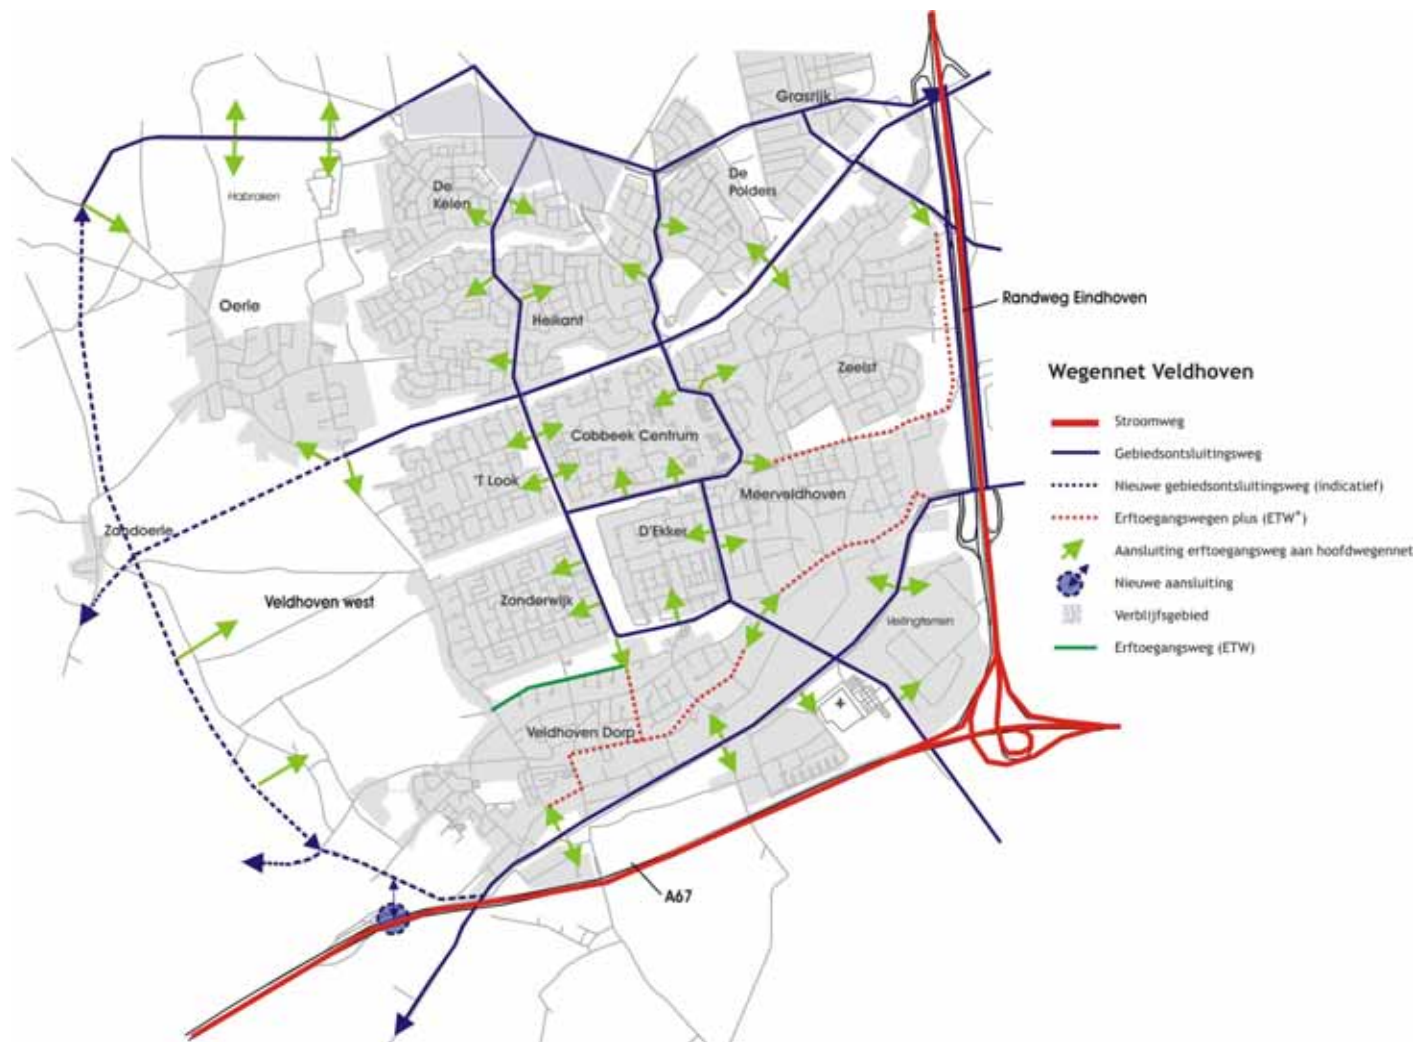 Grasrijk
De
Polders
De
Kelen
Habraken
Oerle
Heikant
Randweg Eindhoven
Zeelst
Cobbeek Centrum
'T Look
Meerveldhoven
D'Ekker
Zandoerle
Veldhoven west
Zonderwijk
Veilingterrein
Veldhoven Dorp
A67
Wegennet Veldhoven
Stroomweg
Gebiedsontsluitingsweg
Nieuwe gebiedsontsluitingsweg (indicatief)
Erftoegangswegen plus (ETW⁺)
Aansluiting erftoegangsweg aan hoofdwegennet
Nieuwe aansluiting
Verblijfsgebied
Erftoegangsweg (ETW)